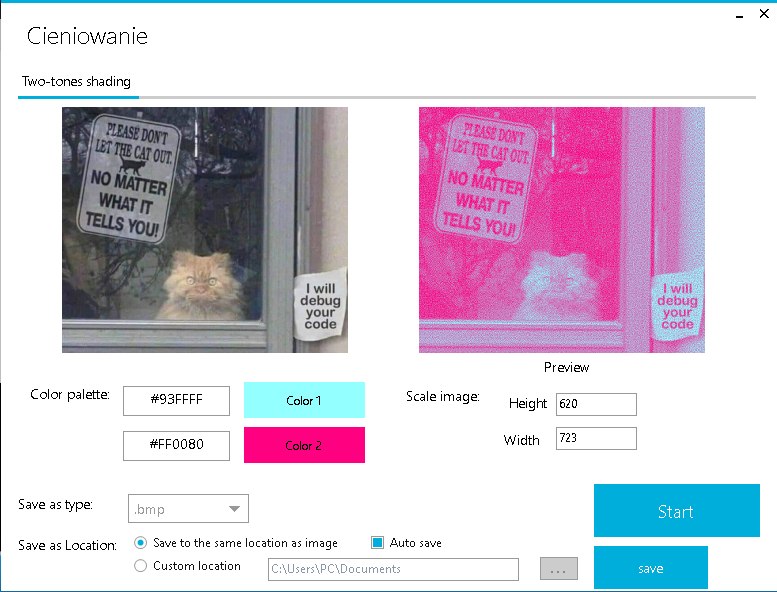 Cieniowanie
Two-tones shading
PLEASE DON'T
LET THE CAT OUT,
NO MATTER
WHAT IT
TELLS YOU!
I will
debug
your
code
PLEASE DON'T
LET THE CAT OUT,
NO MATTER
WHAT IT
TELLS YOU!
I will
debug
your
code
Preview
Color palette:
#93FFFF
Color 1
#FF0080
Color 2
Scale image:
Height
620
Width
723
Save as type:
.bmp
Start
Save as Location:
Save to the same location as image
Auto save
Custom location
C:\Users\PC\Documents
...
save